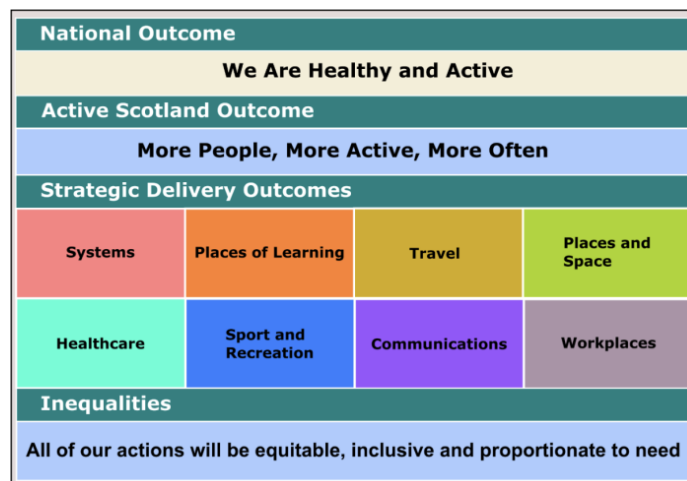 National Outcome
We Are Healthy and Active
Active Scotland Outcome
More People, More Active, More Often
Strategic Delivery Outcomes
Systems
Places of Learning
Travel
Places and
Space
Healthcare
Sport and
Recreation
Communications
Workplaces
Inequalities
All of our actions will be equitable, inclusive and proportionate to need